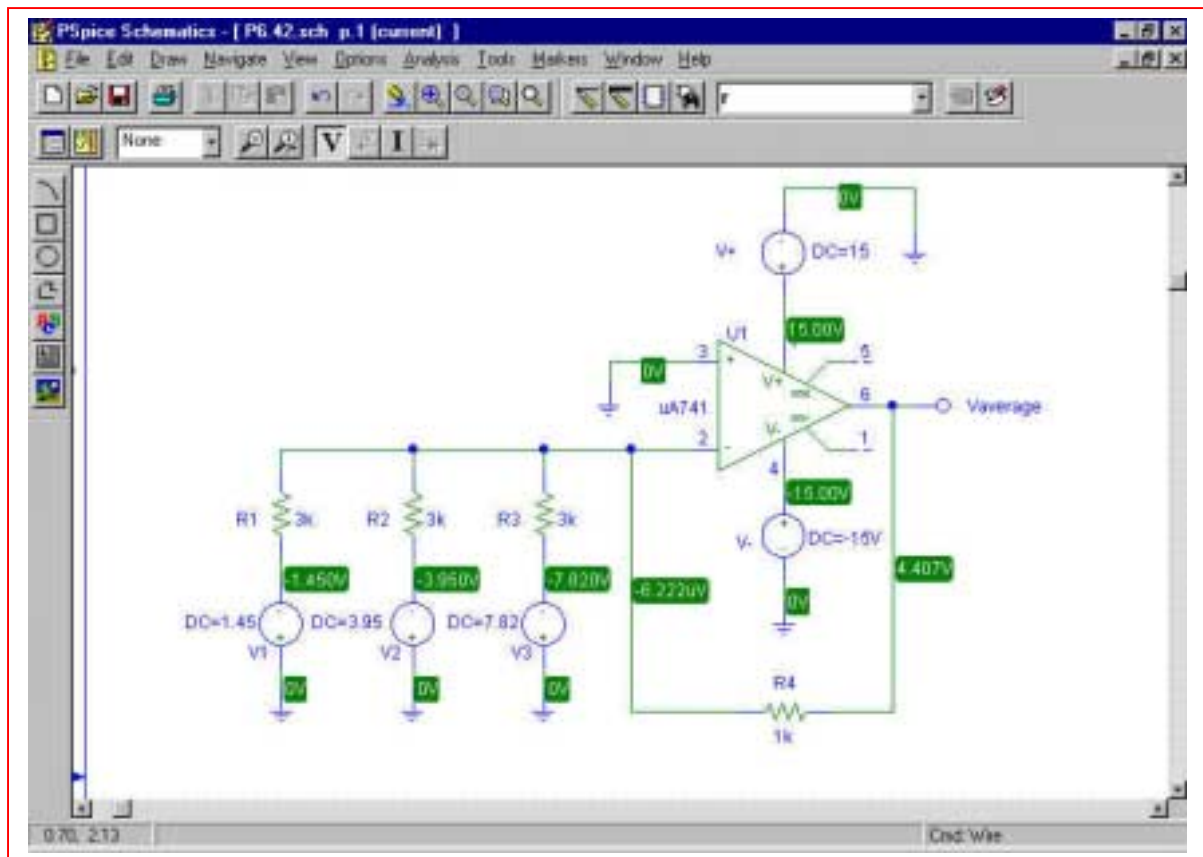 PSpice Schematics - [ P6.42.sch p.1 (current) ]
File Edit Draw Navigate View Options Analysis Tools Markers Window Help
r
None V I
0V
V+ DC=15
15.00V
U1
3 + 5
0V
V+
uA741 6 Vaverage
V-
2 - 1
4
-15.00V
R1 3k R2 3k R3 3k
V- DC=-15V
4.407V
-1.450V -3.950V -7.820V -6.222uV
0V
DC=1.45 DC=3.95 DC=7.82
V1 V2 V3
0V 0V 0V
R4
1k
0.70, 2.13 Cmd: Wire